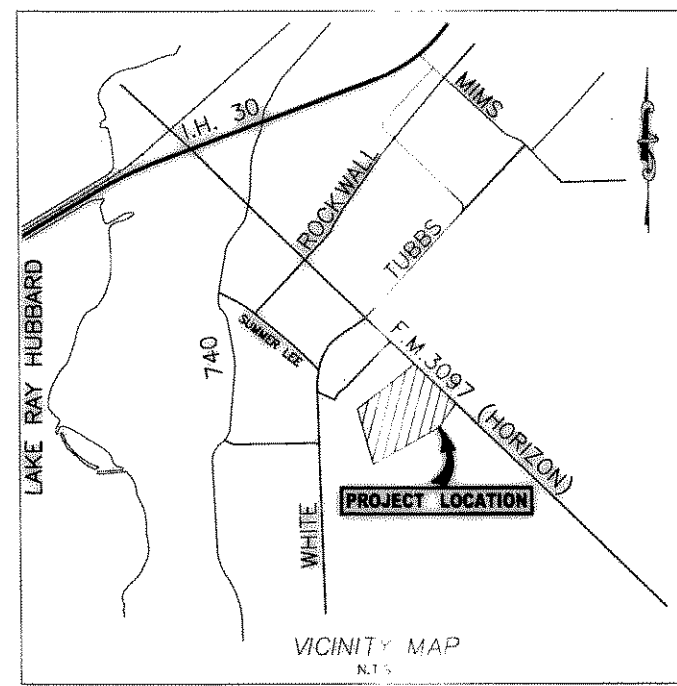 MIMS
I.H. 30
ROCKWALL
TUBBS
SUMMER LEE
740
F.M.3097 (HORIZON)
LAKE RAY HUBBARD
PROJECT LOCATION
WHITE
VICINITY MAP
N.T.S